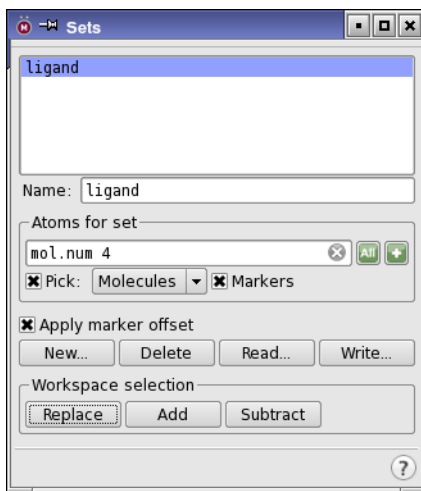 Sets
ligand
Name: ligand
Atoms for set
mol.num 4 All +
Pick: Molecules Markers
Apply marker offset
New... Delete Read... Write...
Workspace selection
Replace Add Subtract
?